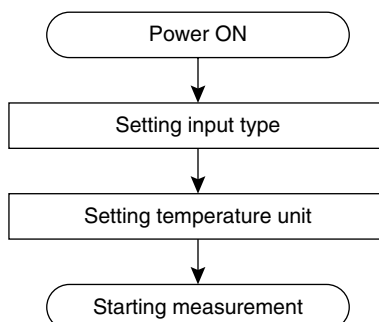 Power ON
Setting input type
Setting temperature unit
Starting measurement